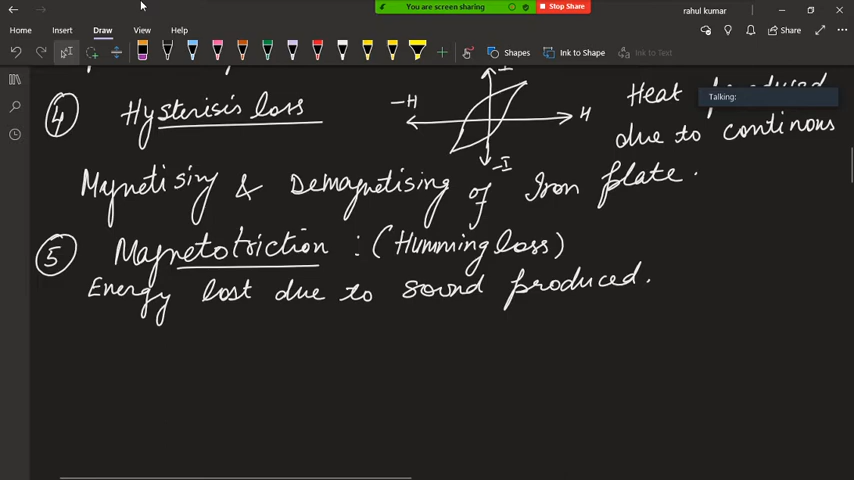 You are screen sharing
Stop Share
rahul kumar
Home Insert Draw View Help
Share
Shapes
Ink to Shape
Ink to Text
Talking:
4 Hysterisis loss
-H H I -I
Heat
due to continous
Magnetising & Demagnetising of Iron plate.
5 Magnetotriction : (Humming loss)
Energy lost due to sound produced.